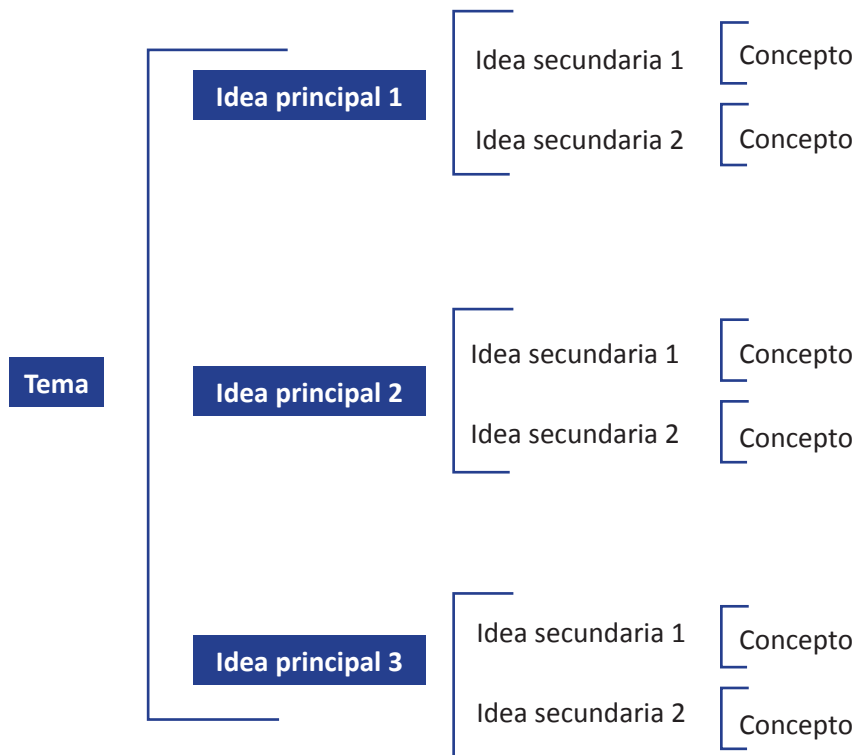 Tema
Idea principal 1
Idea secundaria 1
Concepto
Idea secundaria 2
Concepto
Idea principal 2
Idea secundaria 1
Concepto
Idea secundaria 2
Concepto
Idea principal 3
Idea secundaria 1
Concepto
Idea secundaria 2
Concepto